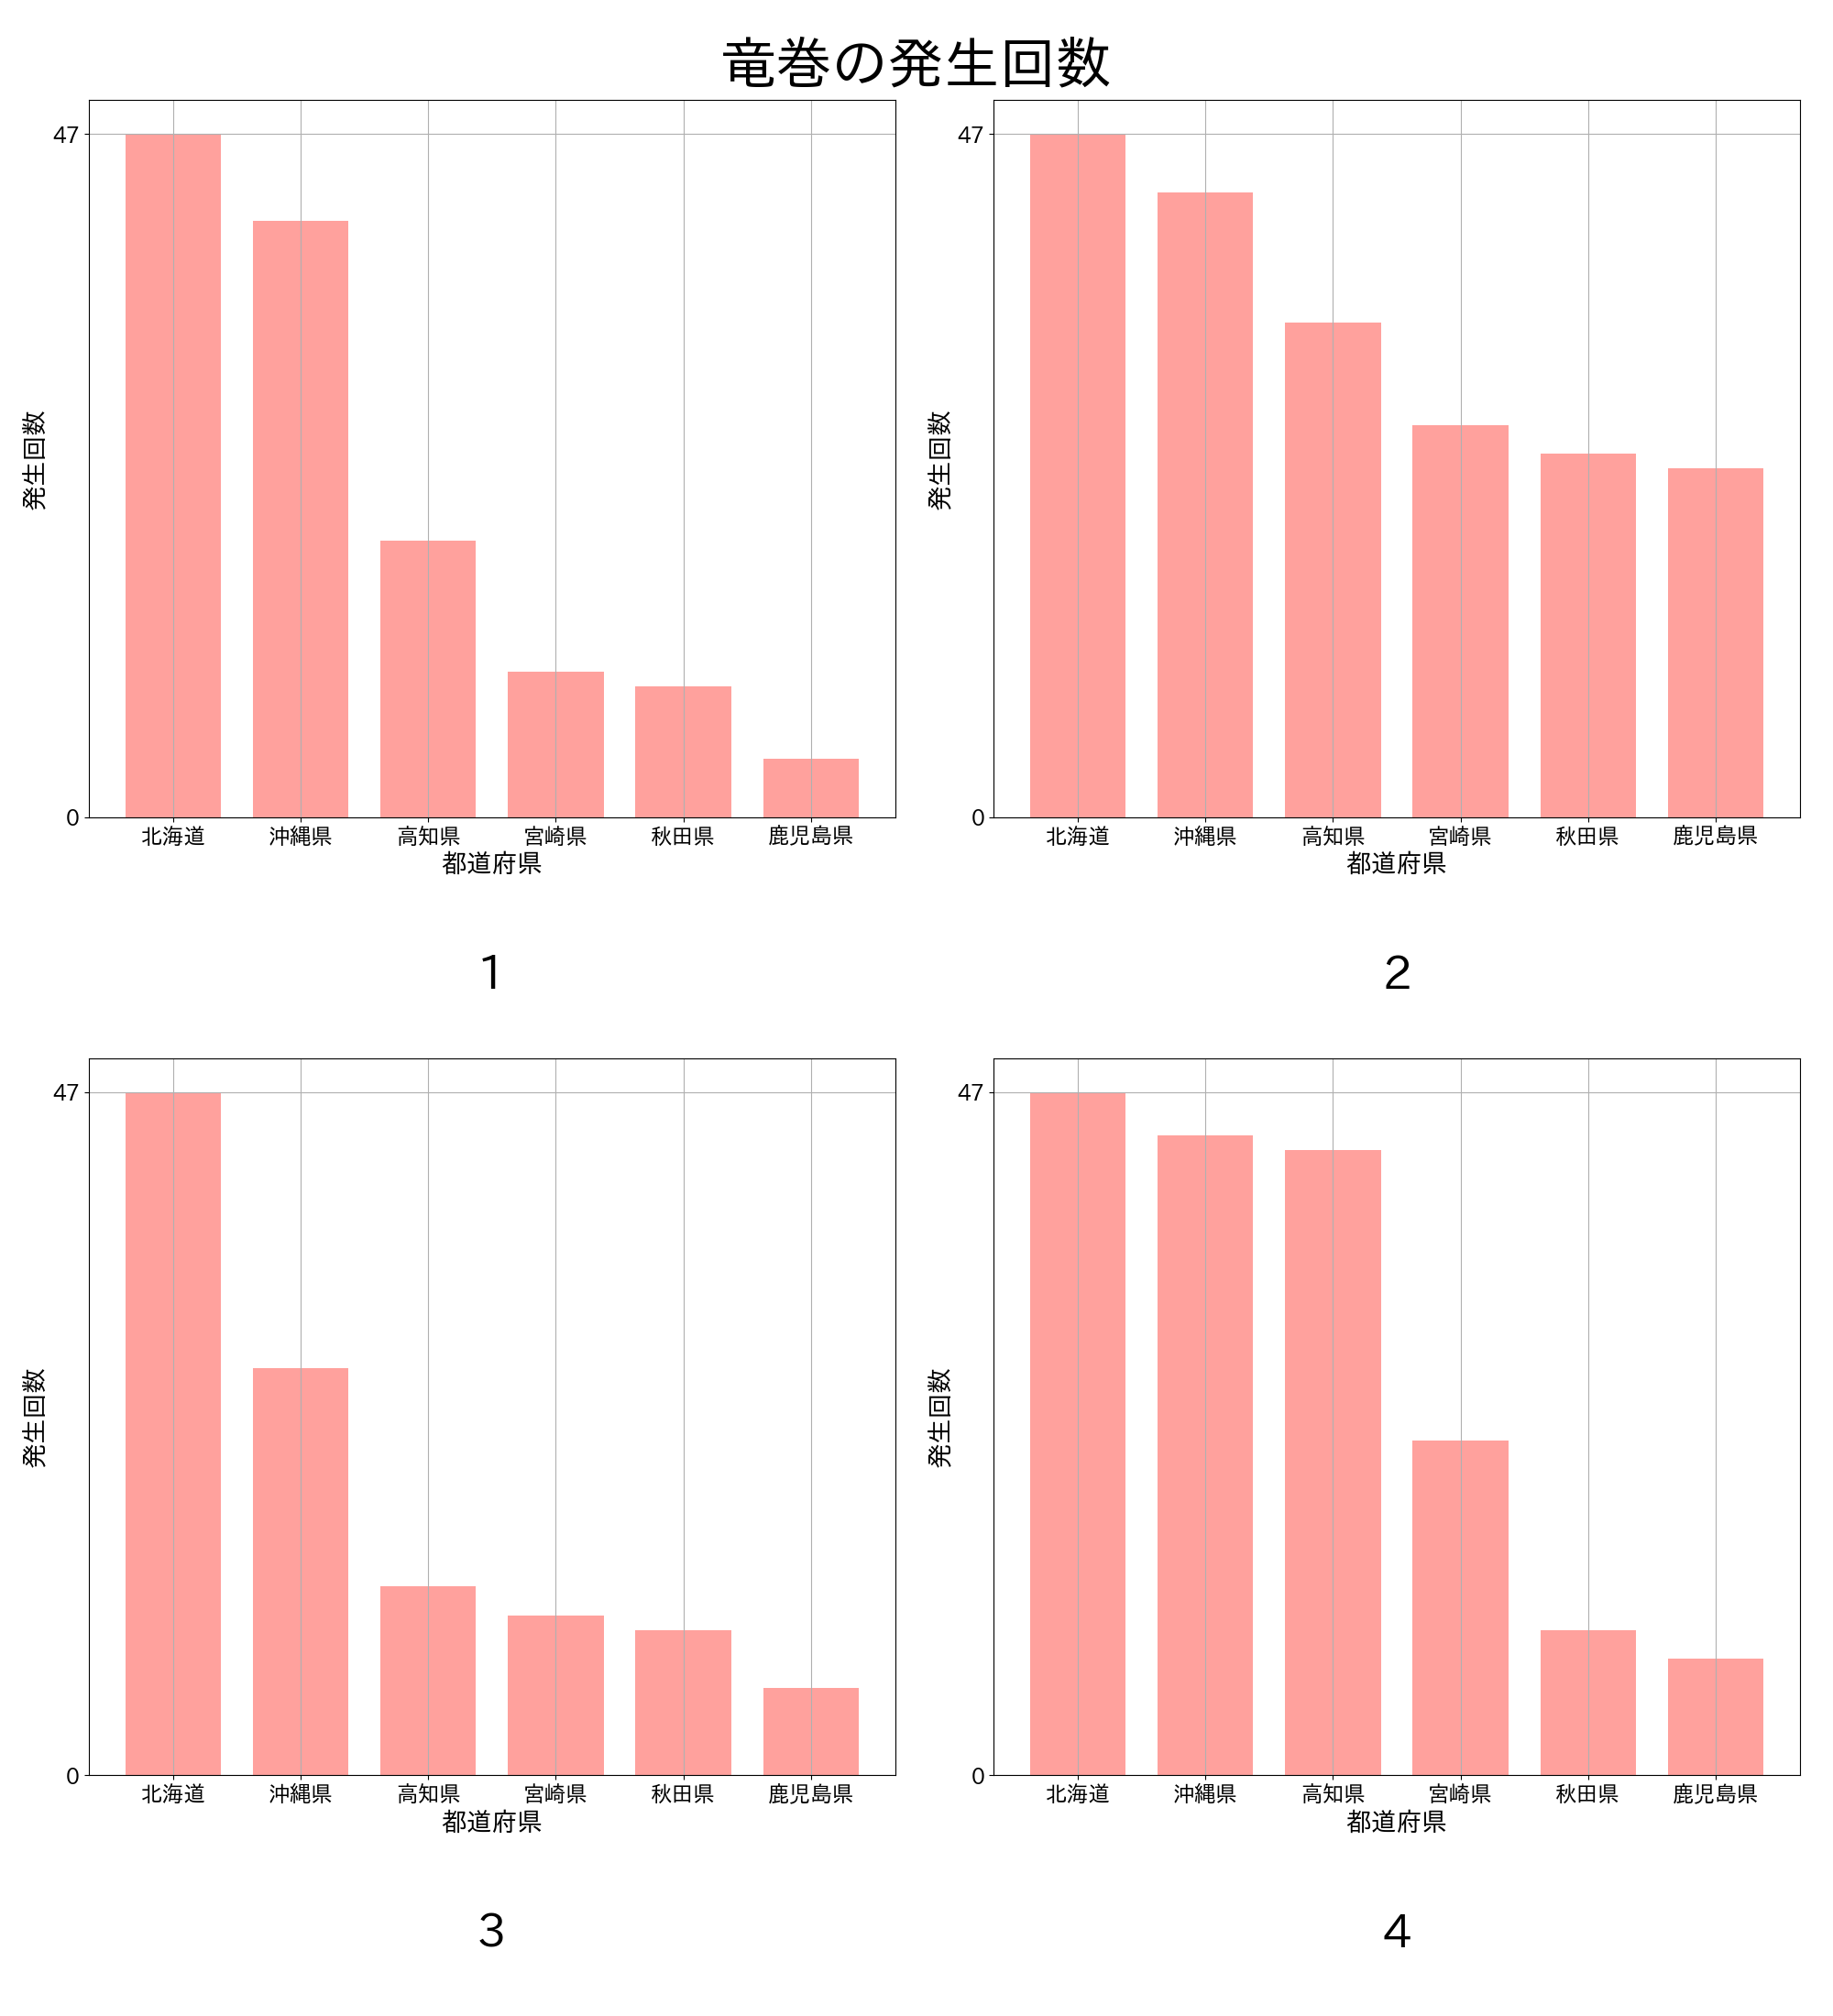 竜巻の発生回数
47
0
発生回数
北海道 沖縄県 高知県 宮崎県 秋田県 鹿児島県
都道府県
1
47
0
発生回数
北海道 沖縄県 高知県 宮崎県 秋田県 鹿児島県
都道府県
2
47
0
発生回数
北海道 沖縄県 高知県 宮崎県 秋田県 鹿児島県
都道府県
3
47
0
発生回数
北海道 沖縄県 高知県 宮崎県 秋田県 鹿児島県
都道府県
4